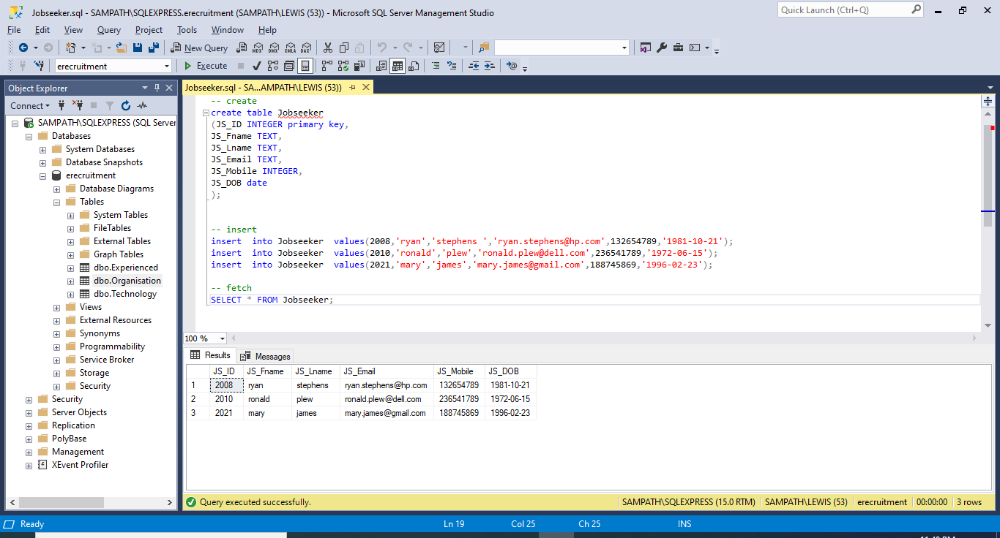 Jobseeker.sql - SAMPATH\SQLEXPRESS.erecruitment (SAMPATH\LEWIS (53)) - Microsoft SQL Server Management Studio
Quick Launch (Ctrl+Q)
File Edit View Query Project Tools Window Help
New Query MDX DMX XMLA DAX
erecruitment Execute
Object Explorer
Connect
SAMPATH\SQLEXPRESS (SQL Server
Databases
System Databases
Database Snapshots
erecruitment
Database Diagrams
Tables
System Tables
FileTables
External Tables
Graph Tables
dbo.Experienced
dbo.Organisation
dbo.Technology
Views
External Resources
Synonyms
Programmability
Service Broker
Storage
Security
Security
Server Objects
Replication
PolyBase
Management
XEvent Profiler
Jobseeker.sql - SA...AMPATH\LEWIS (53))
-- create
create table Jobseeker
(JS_ID INTEGER primary key,
JS_Fname TEXT,
JS_Lname TEXT,
JS_Email TEXT,
JS_Mobile INTEGER,
JS_DOB date
);
-- insert
insert  into Jobseeker  values(2008,'ryan','stephens ','ryan.stephens@hp.com',132654789,'1981-10-21');
insert  into Jobseeker  values(2010,'ronald','plew','ronald.plew@dell.com',236541789,'1972-06-15');
insert  into Jobseeker  values(2021,'mary','james','mary.james@gmail.com',188745869,'1996-02-23');
-- fetch
SELECT * FROM Jobseeker;
100 %
Results Messages
JS_ID JS_Fname JS_Lname JS_Email JS_Mobile JS_DOB
1 2008 ryan stephens ryan.stephens@hp.com 132654789 1981-10-21
2 2010 ronald plew ronald.plew@dell.com 236541789 1972-06-15
3 2021 mary james mary.james@gmail.com 188745869 1996-02-23
Query executed successfully. SAMPATH\SQLEXPRESS (15.0 RTM) SAMPATH\LEWIS (53) erecruitment 00:00:00 3 rows
Ready Ln 19 Col 25 Ch 25 INS